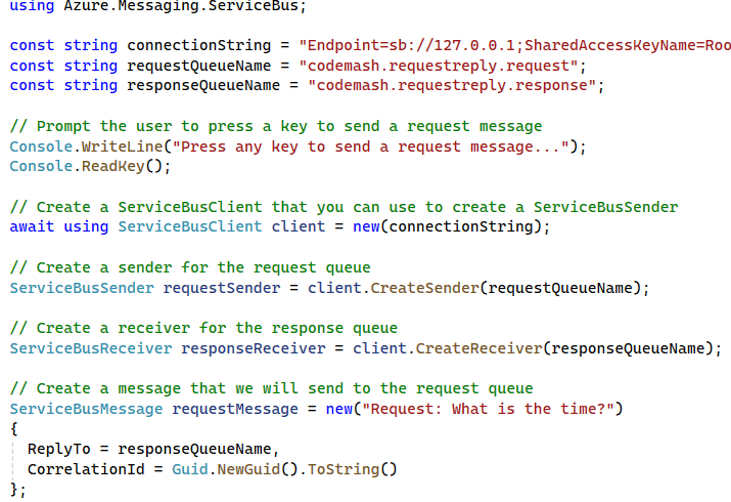 using Azure.Messaging.ServiceBus;
const string connectionString = "Endpoint=sb://127.0.0.1;SharedAccessKeyName=Roo
const string requestQueueName = "codemash.requestreply.request";
const string responseQueueName = "codemash.requestreply.response";
// Prompt the user to press a key to send a request message
Console.WriteLine("Press any key to send a request message...");
Console.ReadKey();
// Create a ServiceBusClient that you can use to create a ServiceBusSender
await using ServiceBusClient client = new(connectionString);
// Create a sender for the request queue
ServiceBusSender requestSender = client.CreateSender(requestQueueName);
// Create a receiver for the response queue
ServiceBusReceiver responseReceiver = client.CreateReceiver(responseQueueName);
// Create a message that we will send to the request queue
ServiceBusMessage requestMessage = new("Request: What is the time?")
{
ReplyTo = responseQueueName,
CorrelationId = Guid.NewGuid().ToString()
};